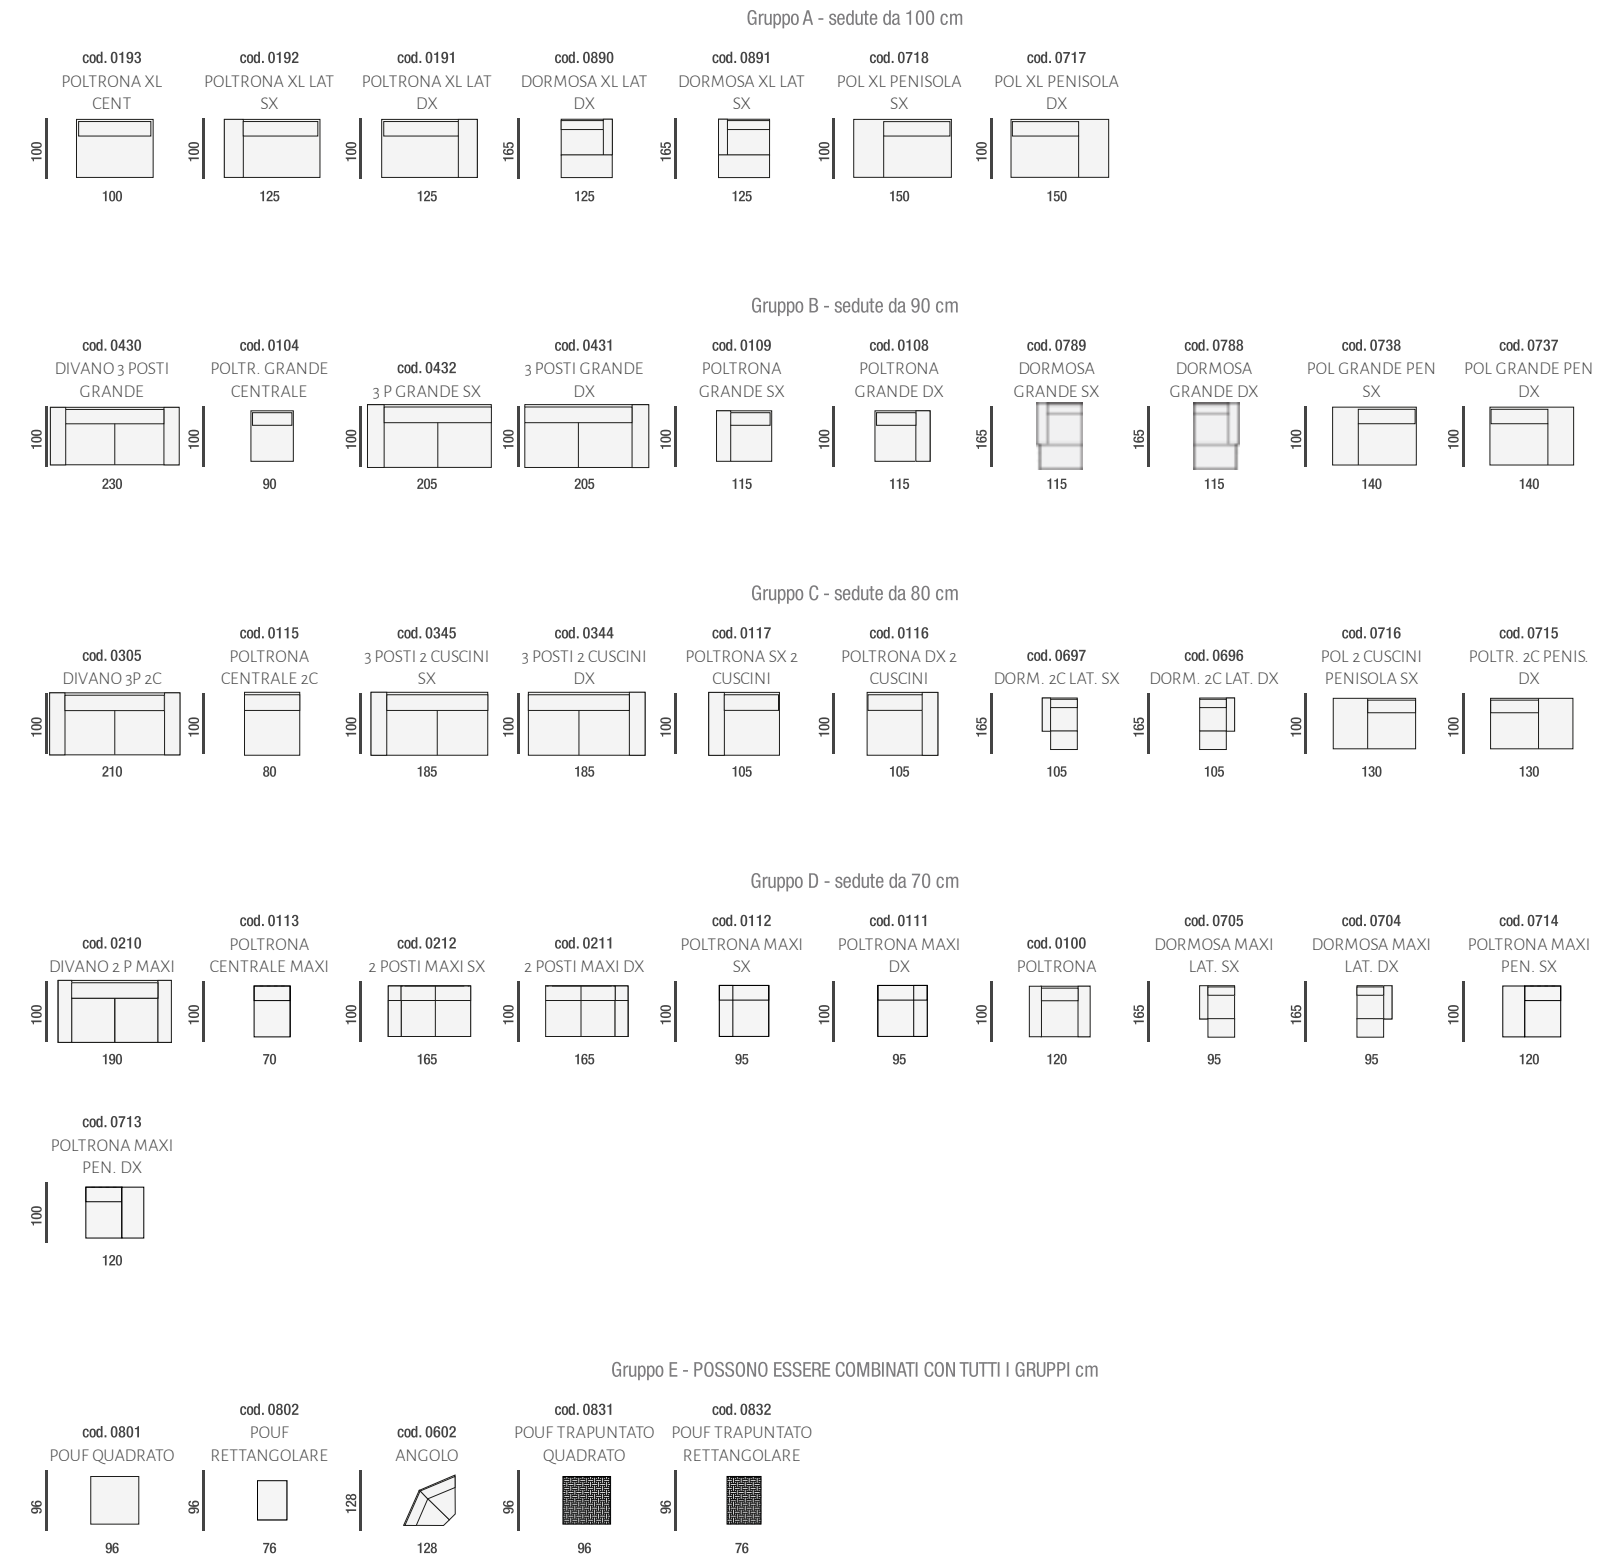 Gruppo A - sedute da 100 cm
cod. 0193
POLTRONA XL
CENT
100
100
cod. 0192
POLTRONA XL LAT
SX
100
125
cod. 0191
POLTRONA XL LAT
DX
100
125
cod. 0890
DORMOSA XL LAT
DX
165
125
cod. 0891
DORMOSA XL LAT
SX
165
125
cod. 0718
POL XL PENISOLA
SX
100
150
cod. 0717
POL XL PENISOLA
DX
100
150
Gruppo B - sedute da 90 cm
cod. 0430
DIVANO 3 POSTI
GRANDE
100
230
cod. 0104
POLTR. GRANDE
CENTRALE
100
90
cod. 0432
3 P GRANDE SX
100
205
cod. 0431
3 POSTI GRANDE
DX
100
205
cod. 0109
POLTRONA
GRANDE SX
100
115
cod. 0108
POLTRONA
GRANDE DX
100
115
cod. 0789
DORMOSA
GRANDE SX
165
115
cod. 0788
DORMOSA
GRANDE DX
165
115
cod. 0738
POL GRANDE PEN
SX
100
140
cod. 0737
POL GRANDE PEN
DX
100
140
Gruppo C - sedute da 80 cm
cod. 0305
DIVANO 3P 2C
100
210
cod. 0115
POLTRONA
CENTRALE 2C
100
80
cod. 0345
3 POSTI 2 CUSCINI
SX
100
185
cod. 0344
3 POSTI 2 CUSCINI
DX
100
185
cod. 0117
POLTRONA SX 2
CUSCINI
100
105
cod. 0116
POLTRONA DX 2
CUSCINI
100
105
cod. 0697
DORM. 2C LAT. SX
165
105
cod. 0696
DORM. 2C LAT. DX
165
105
cod. 0716
POL 2 CUSCINI
PENISOLA SX
100
130
cod. 0715
POLTR. 2C PENIS.
DX
100
130
Gruppo D - sedute da 70 cm
cod. 0210
DIVANO 2 P MAXI
100
190
cod. 0113
POLTRONA
CENTRALE MAXI
100
70
cod. 0212
2 POSTI MAXI SX
100
165
cod. 0211
2 POSTI MAXI DX
100
165
cod. 0112
POLTRONA MAXI
SX
100
95
cod. 0111
POLTRONA MAXI
DX
100
95
cod. 0100
POLTRONA
100
120
cod. 0705
DORMOSA MAXI
LAT. SX
165
95
cod. 0704
DORMOSA MAXI
LAT. DX
165
95
cod. 0714
POLTRONA MAXI
PEN. SX
100
120
cod. 0713
POLTRONA MAXI
PEN. DX
100
120
Gruppo E - POSSONO ESSERE COMBINATI CON TUTTI I GRUPPI cm
cod. 0801
POUF QUADRATO
96
96
cod. 0802
POUF
RETTANGOLARE
96
76
cod. 0602
ANGOLO
128
128
cod. 0831
POUF TRAPUNTATO
QUADRATO
96
96
cod. 0832
POUF TRAPUNTATO
RETTANGOLARE
96
76